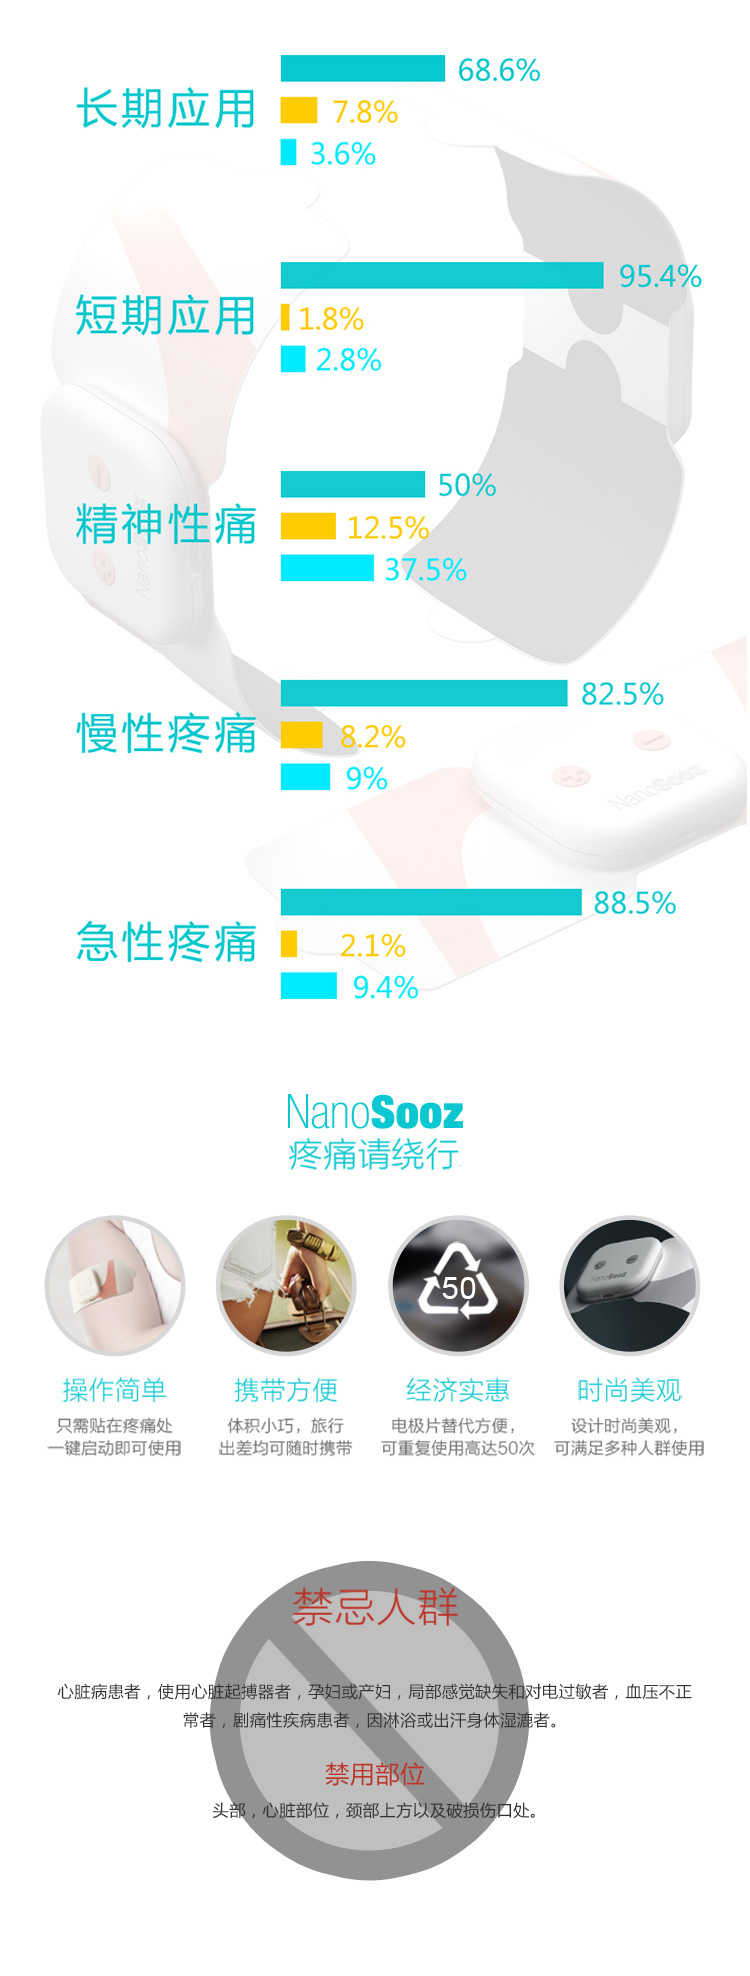 长期应用
68.6%
7.8%
3.6%
短期应用
95.4%
1.8%
2.8%
精神性痛
50%
12.5%
37.5%
NanoSooz
慢性疼痛
82.5%
8.2%
9%
NanoSooz
急性疼痛
88.5%
2.1%
9.4%
NanoSooz
疼痛请绕行
50
NanoSooz
操作简单
携带方便
经济实惠
时尚美观
只需贴在疼痛处
一键启动即可使用
体积小巧，旅行
出差均可随时携带
电极片替代方便，
可重复使用高达50次
设计时尚美观，
可满足多种人群使用
禁忌人群
心脏病患者，使用心脏起搏器者，孕妇或产妇，局部感觉缺失和对电过敏者，血压不正
常者，剧痛性疾病患者，因淋浴或出汗身体湿漉者。
禁用部位
头部，心脏部位，颈部上方以及破损伤口处。